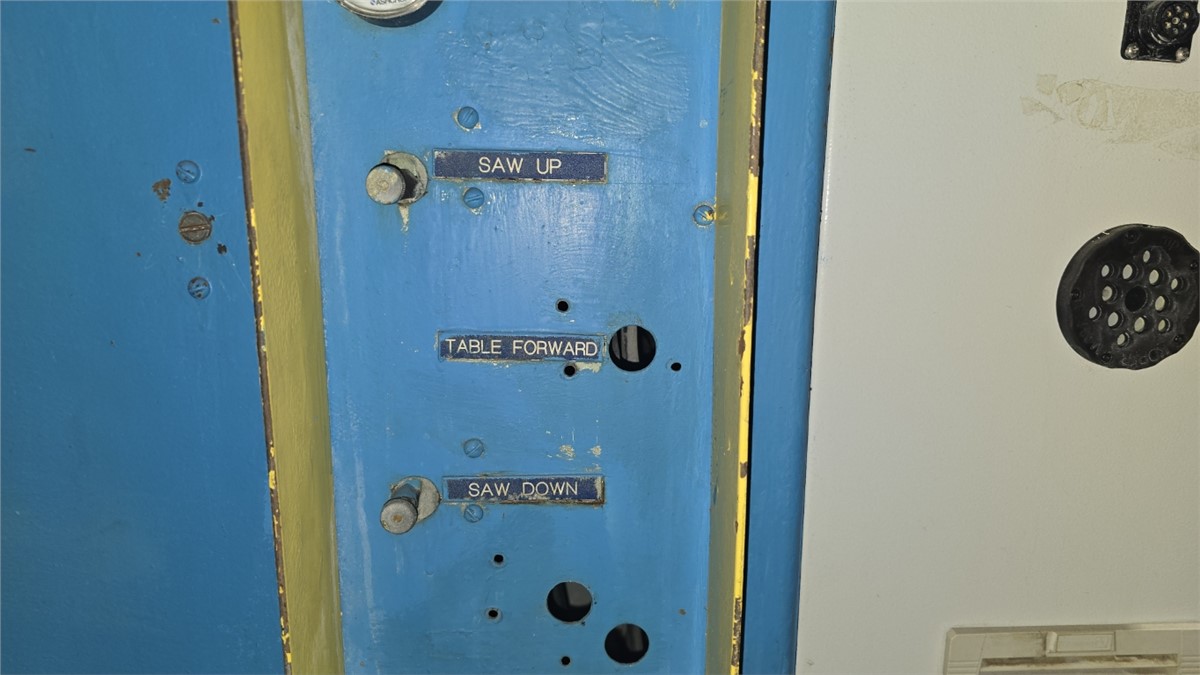 SAW UP
TABLE FORWARD
SAW DOWN